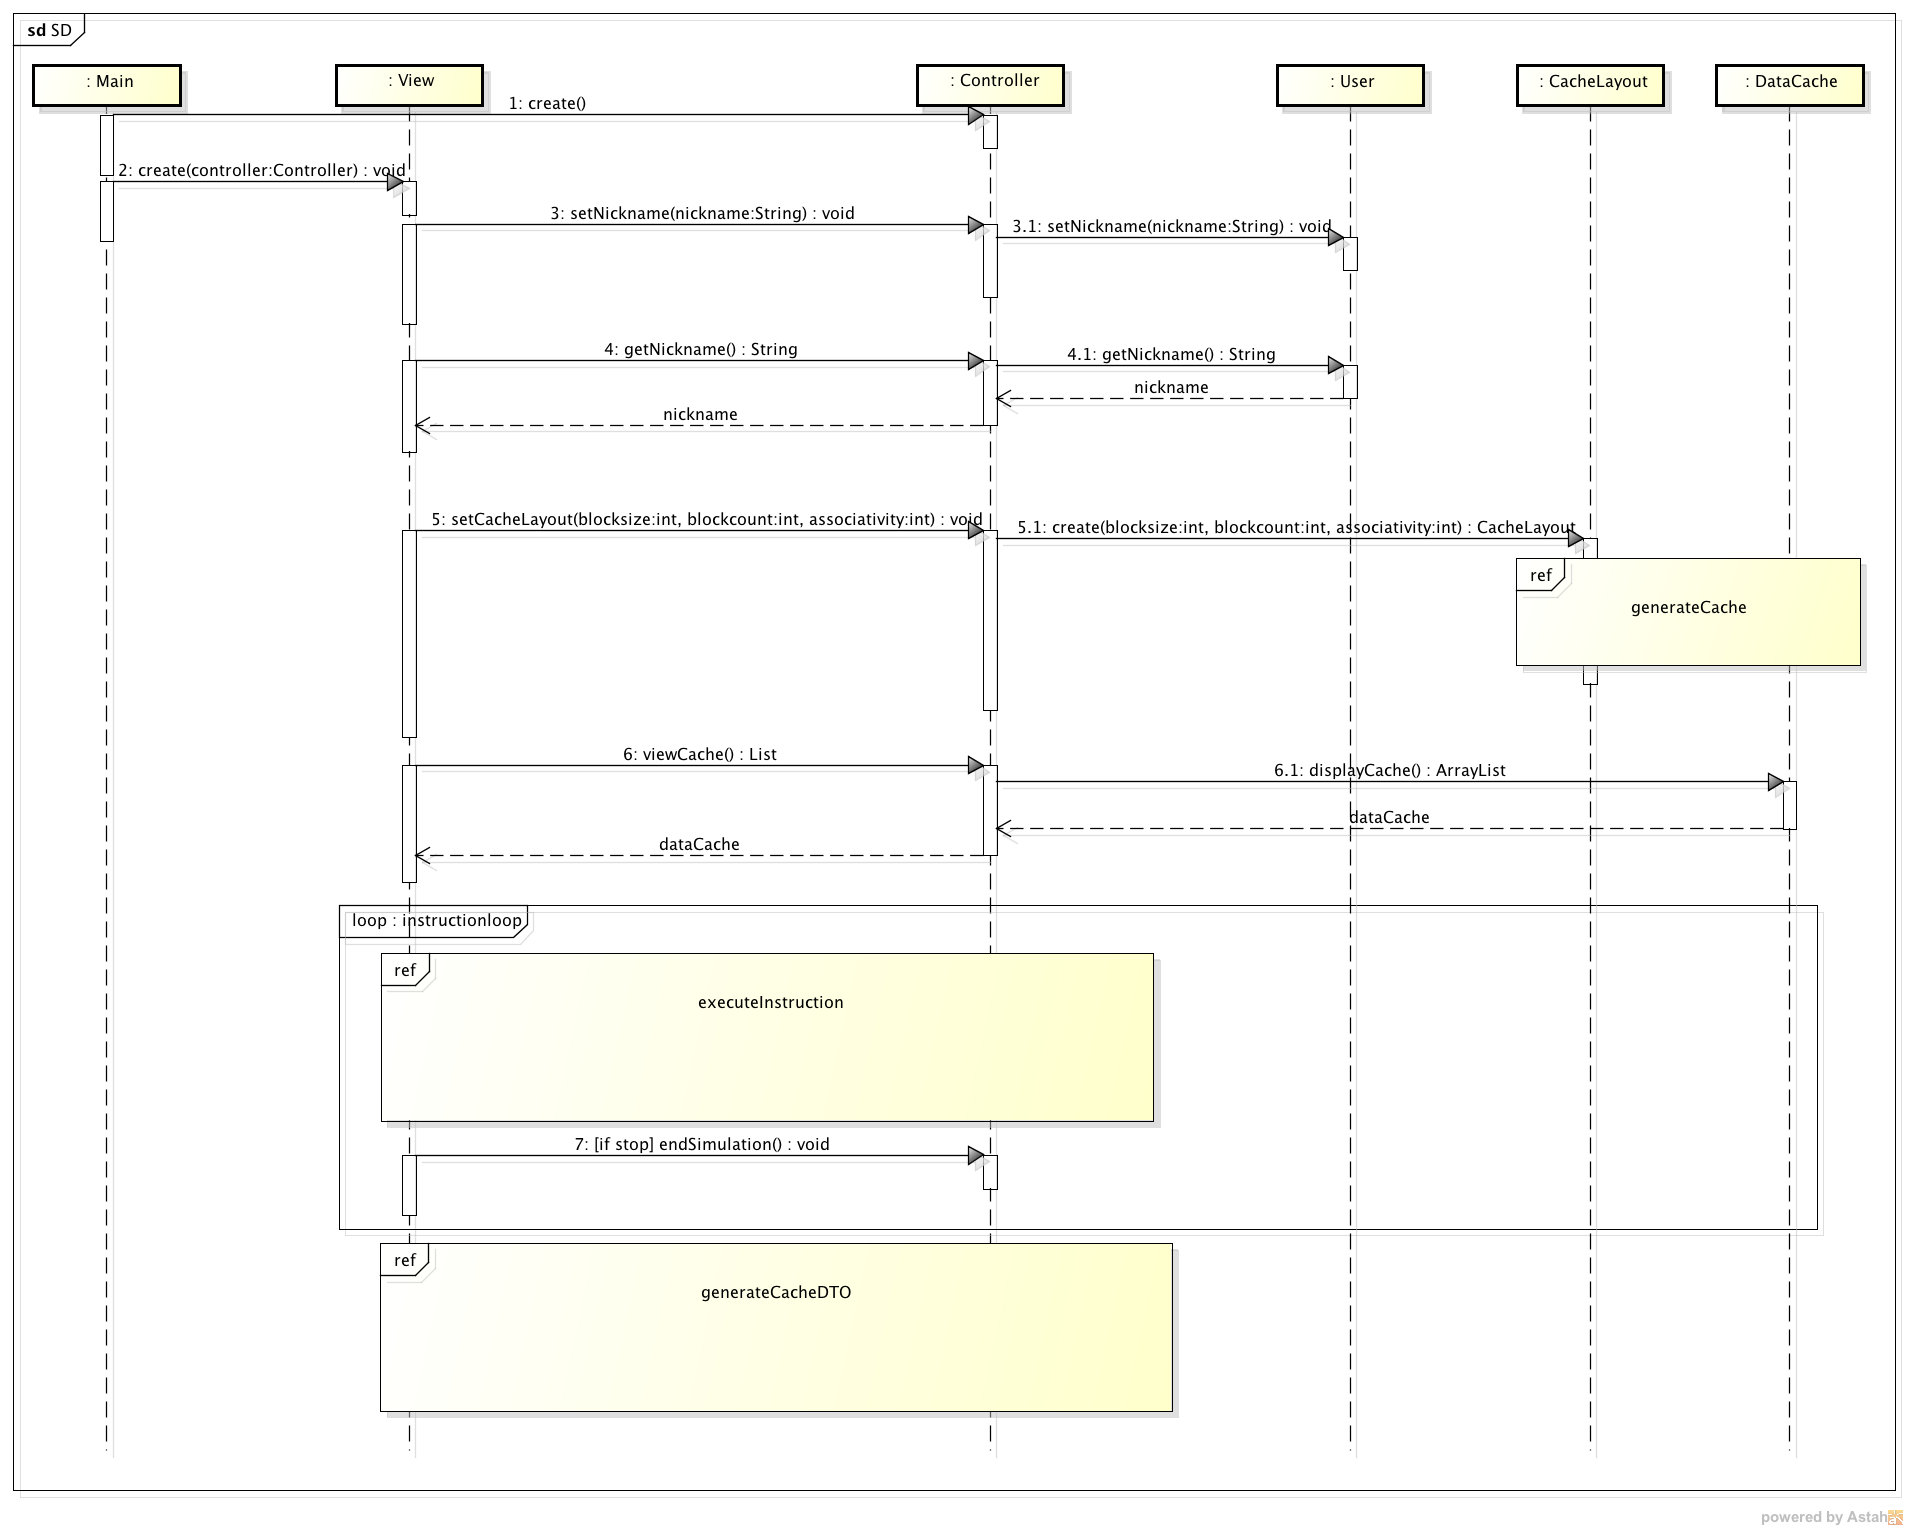 sd SD
: Main
: View
: Controller
: User
: CacheLayout
: DataCache
1: create()
2: create(controller:Controller) : void
3: setNickname(nickname:String) : void
3.1: setNickname(nickname:String) : void
4: getNickname() : String
4.1: getNickname() : String
nickname
nickname
5: setCacheLayout(blocksize:int, blockcount:int, associativity:int) : void
5.1: create(blocksize:int, blockcount:int, associativity:int) : CacheLayout
ref
generateCache
6: viewCache() : List
6.1: displayCache() : ArrayList
dataCache
dataCache
loop : instructionloop
ref
executeInstruction
7: [if stop] endSimulation() : void
ref
generateCacheDTO
powered by Astah